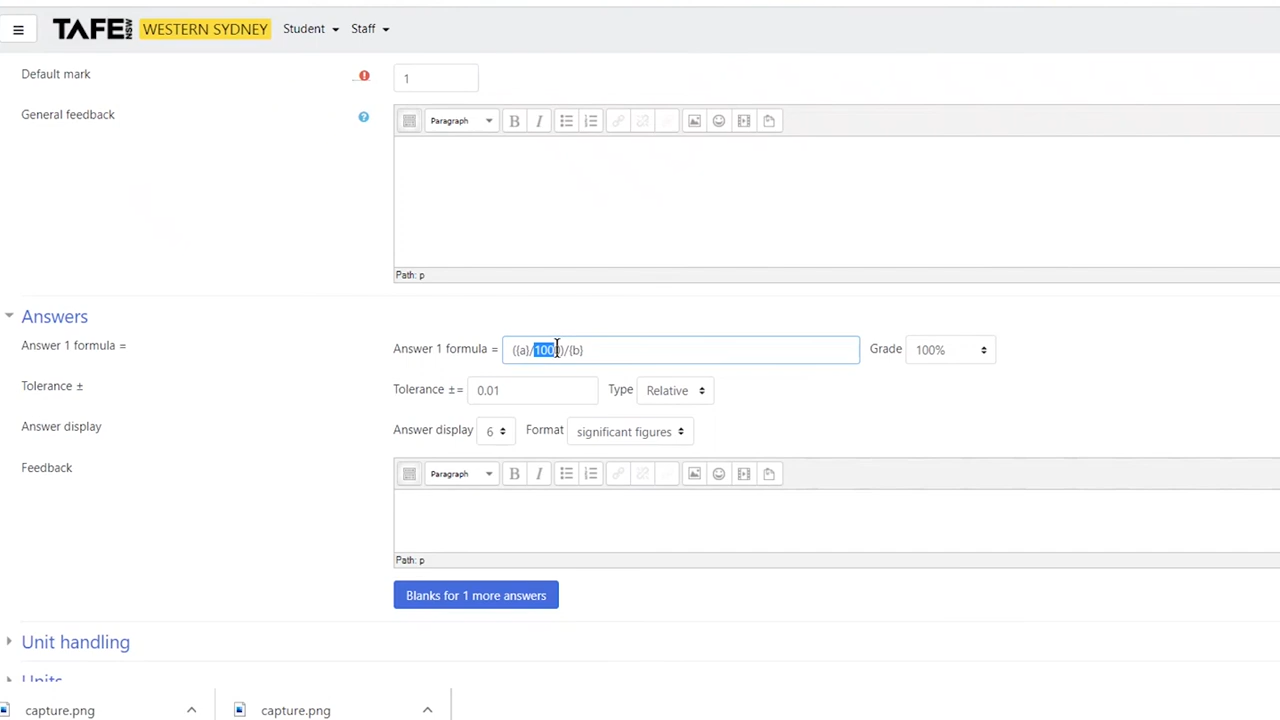 TAFE NSW WESTERN SYDNEY Student Staff
Default mark 1
General feedback
Paragraph B I
Path: p
Answers
Answer 1 formula = Answer 1 formula = ({a}/1000)/{b} Grade 100%
Tolerance ± Tolerance ±= 0.01 Type Relative
Answer display Answer display 6 Format significant figures
Feedback
Paragraph B I
Path: p
Blanks for 1 more answers
Unit handling
Units
capture.png capture.png